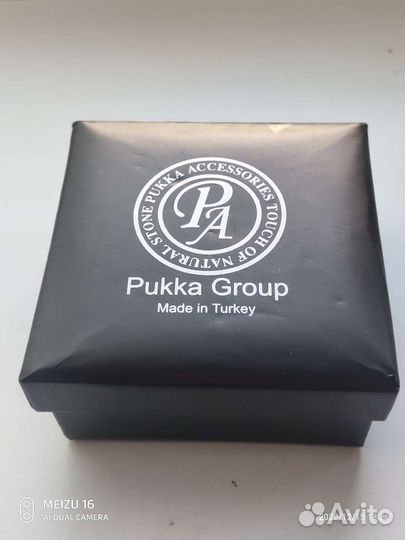 PUKKA ACCESSORIES TOUCH OF NATURAL STONE
PA
Pukka Group
Made in Turkey
MEIZU 16
AI DUAL CAMERA
Avito